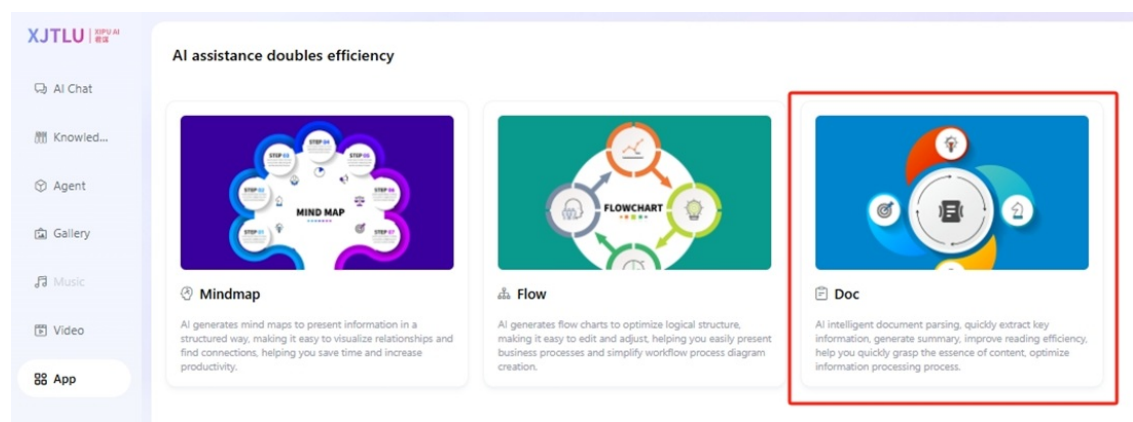 XJTLU | XIPU AI
君谋
AI assistance doubles efficiency
AI Chat
Knowled...
Agent
Gallery
Music
Video
App
STEP 01
STEP 02
STEP 03
STEP 04
STEP 05
STEP 06
STEP 07
MIND MAP
Mindmap
AI generates mind maps to present information in a
structured way, making it easy to visualize relationships and
find connections, helping you save time and increase
productivity.
FLOWCHART
Flow
AI generates flow charts to optimize logical structure,
making it easy to edit and adjust, helping you easily present
business processes and simplify workflow process diagram
creation.
Doc
AI intelligent document parsing, quickly extract key
information, generate summary, improve reading efficiency,
help you quickly grasp the essence of content, optimize
information processing process.